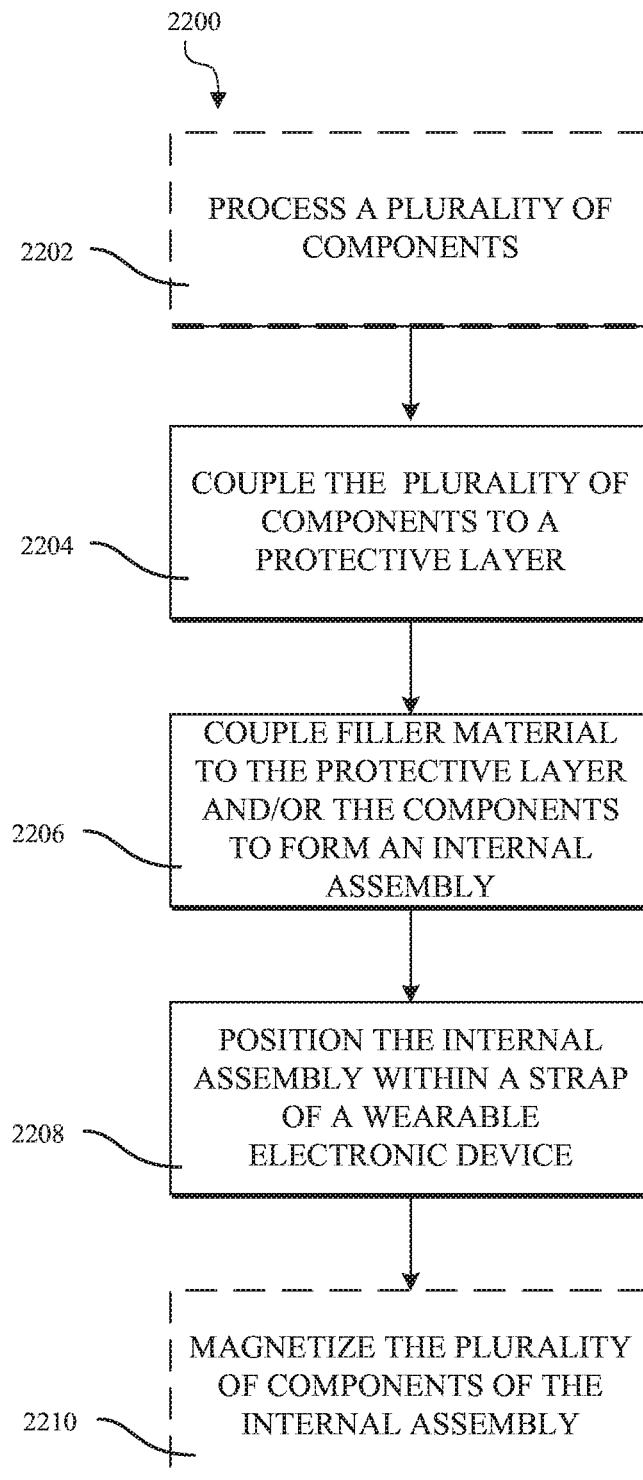 2200
PROCESS A PLURALITY OF
COMPONENTS
2202
COUPLE THE PLURALITY OF
COMPONENTS TO A
PROTECTIVE LAYER
2204
COUPLE FILLER MATERIAL
TO THE PROTECTIVE LAYER
AND/OR THE COMPONENTS
TO FORM AN INTERNAL
ASSEMBLY
2206
POSITION THE INTERNAL
ASSEMBLY WITHIN A STRAP
OF A WEARABLE
ELECTRONIC DEVICE
2208
MAGNETIZE THE PLURALITY
OF COMPONENTS OF THE
INTERNAL ASSEMBLY
2210